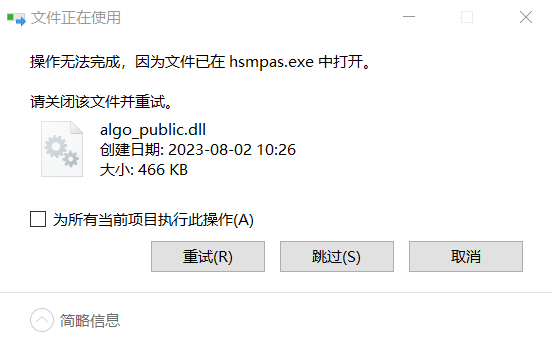 文件正在使用
操作无法完成，因为文件已在 hsmpas.exe 中打开。
请关闭该文件并重试。
algo_public.dll
创建日期: 2023-08-02 10:26
大小: 466 KB
为所有当前项目执行此操作(A)
重试(R) 跳过(S) 取消
简略信息